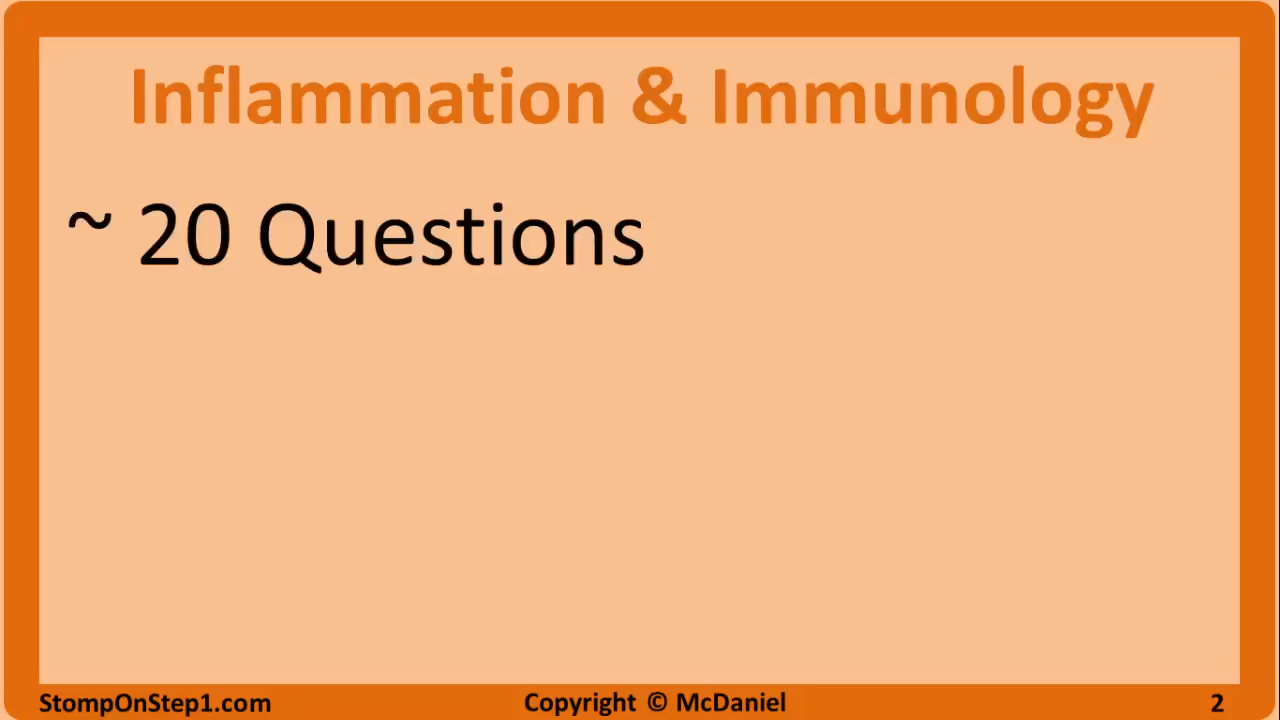 Inflammation & Immunology
~ 20 Questions
StompOnStep1.com
Copyright © McDaniel
2